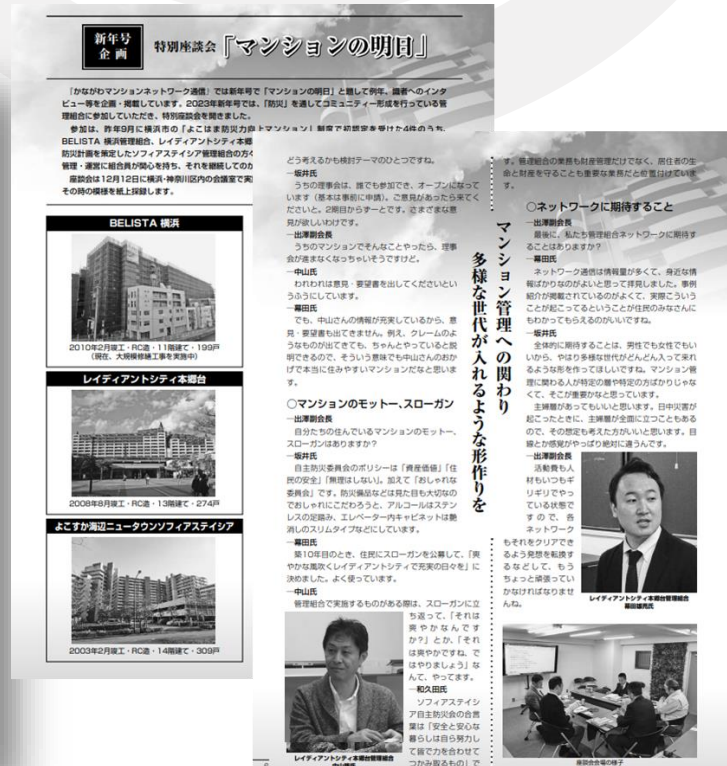 新年号
企画
特別座談会「マンションの明日」
『かながわマンションネットワーク通信』では新年号で「マンションの明日」と題して例年、識者へのインタ
ビュー等を企画・掲載しています。2023年新年号では、「防災」を通してコミュニティー形成を行っている管
理組合に参加していただき、特別座談会を開きました。
参加は、昨年9月に横浜市の「よこはま防災力向上マンション」制度で初認定を受けた4件のうち、
BELISTA 横浜管理組合、レイディアントシティ本郷
防災計画を策定したソフィアステイシア管理組合の方々
管理・運営に組合員が関心を持ち、それを継続してのか
座談会は12月12日に横浜・神奈川区内の会議室で実
その時の模様を紙上採録します。
BELISTA 横浜
2010年2月竣工・RC造・11階建て・199戸
(現在、大規模修繕工事を実施中)
レイディアントシティ本郷台
2008年8月竣工・RC造・13階建て・274戸
よこすか海辺ニュータウンソフィアステイシア
2003年2月竣工・RC造・14階建て・309戸
どう考えるかも検討テーマのひとつですね。
―坂井氏
うちの理事会は、誰でも参加でき、オープンになって
います(基本は事前に申請)。ご意見があったら来てく
ださいと。2期目からずーとです。さまざまな意
見が欲しいわけです。
―出澤副会長
うちのマンションでそんなことやったら、理事
会が進まなくなっちゃいそうですけど。
―中山氏
われわれは意見・要望書を出してくださいとい
うふうにしています。
―幕田氏
でも、中山さんの情報が充実しているから、意
見・要望書も出てきません。例え、クレームのよ
うなものが出てきても、ちゃんとやっていると説
明できるので、そういう意味でも中山さんのおか
げで本当に住みやすいマンションだなと思いま
す。
○マンションのモットー、スローガン
―出澤副会長
自分たちの住んでいるマンションのモットー、
スローガンはありますか?
―坂井氏
自主防災委員会のポリシーは「資産価値」「住
民の安全」「無理はしない」。加えて「おしゃれな
委員会」です。防災備品などは見た目も大切なの
でおしゃれにこだわろうと、アルコールはステン
レスの足踏み、エレベーター内キャビネットは艶
消しのスリムタイプなどにしています。
―幕田氏
築10年目のとき、住民にスローガンを公募して、「爽
やかな風吹くレイディアントシティで充実の日々を」に
決めました。よく使っています。
―中山氏
管理組合で実施するものがある際は、スローガンに立
ち返って、「それは
爽やかなんです
か?」とか、「それ
は爽やかですね、で
はやりましょう」な
んて、やってます。
―和久田氏
ソフィアステイシ
ア自主防災会の合言
葉は「安全と安心な
暮らしは自ら努力し
て皆で力を合わせて
つかみ取るもの」で
レイディアントシティ本郷台管理組合
マンション管理への関わり
多様な世代が入れるような形作りを
す。管理組合の業務も財産管理だけでなく、居住者の生
命と財産を守ることも重要な業務だと位置付けていま
す。
○ネットワークに期待すること
―出澤副会長
最後に、私たち管理組合ネットワークに期待す
ることはありますか?
―幕田氏
ネットワーク通信は情報量が多くて、身近な情
報ばかりなのがよいと思って拝見しました。事例
紹介が掲載されているのがよくて、実際こういう
ことが起こってるということが住民のみなさんに
もわかってもらえるのがいいですね。
―坂井氏
全体的に期待することは、男性でも女性でもい
いから、やはり多様な世代がどんどん入って来れ
るような形を作ってほしいですね。マンション管
理に関わる人が特定の層や特定の方ばかりじゃな
くて、そこが重要かなと思っています。
主婦層があってもいいと思います。日中災害が
起こったときに、主婦層が全面に立つこともある
ので、その想定も考えた方がいいと思います。目
線とか感覚がやっぱり絶対に違うんです。
―出澤副会長
活動費も人
材もいつもギ
リギリでやっ
ている状態で
すので、各
ネットワーク
もそれをクリアでき
るよう発想を転換す
るなどして、もう
ちょっと頑張ってい
かなければなりませ
んね。
レイディアントシティ本郷台管理組合
幕田雄亮氏
座談会会場の様子